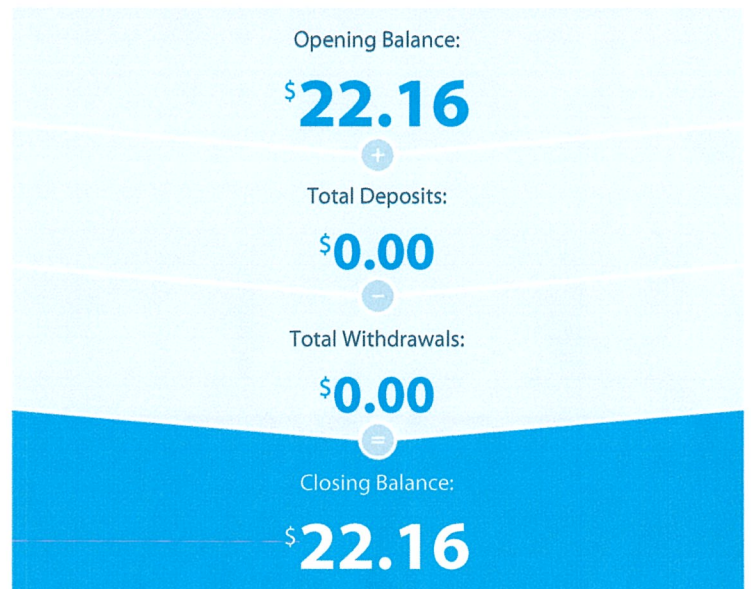 Opening Balance:
$22.16
+
Total Deposits:
$0.00
-
Total Withdrawals:
$0.00
=
Closing Balance:
$22.16